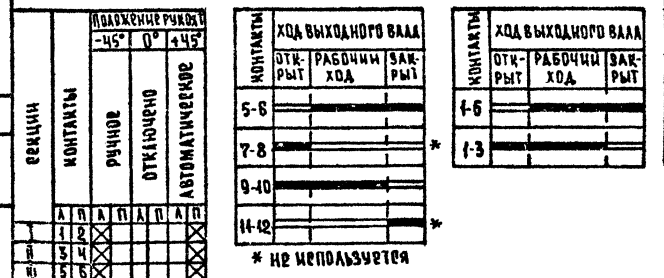 ПОЛОЖЕНИЕ РУКОЯТ
-45° 0° +45°
СЕКЦИИ
КОНТАКТЫ
РУЧНОЕ
ОТКЛЮЧЕНО
АВТОМАТИЧЕСКОЕ
Л П Л П Л П Л П
I 1 2
II 3 4
III 5 6
КОНТАКТЫ
ХОД ВЫХОДНОГО ВАЛА
ОТК- РАБОЧИЙ ЗАК-
РЫТ ХОД РЫТ
5-6
7-8 *
9-10
11-12 *
* НЕ ИСПОЛЬЗУЕТСЯ
КОНТАКТЫ
ХОД ВЫХОДНОГО ВАЛА
ОТК- РАБОЧИЙ ЗАК-
РЫТ ХОД РЫТ
1-6
1-3